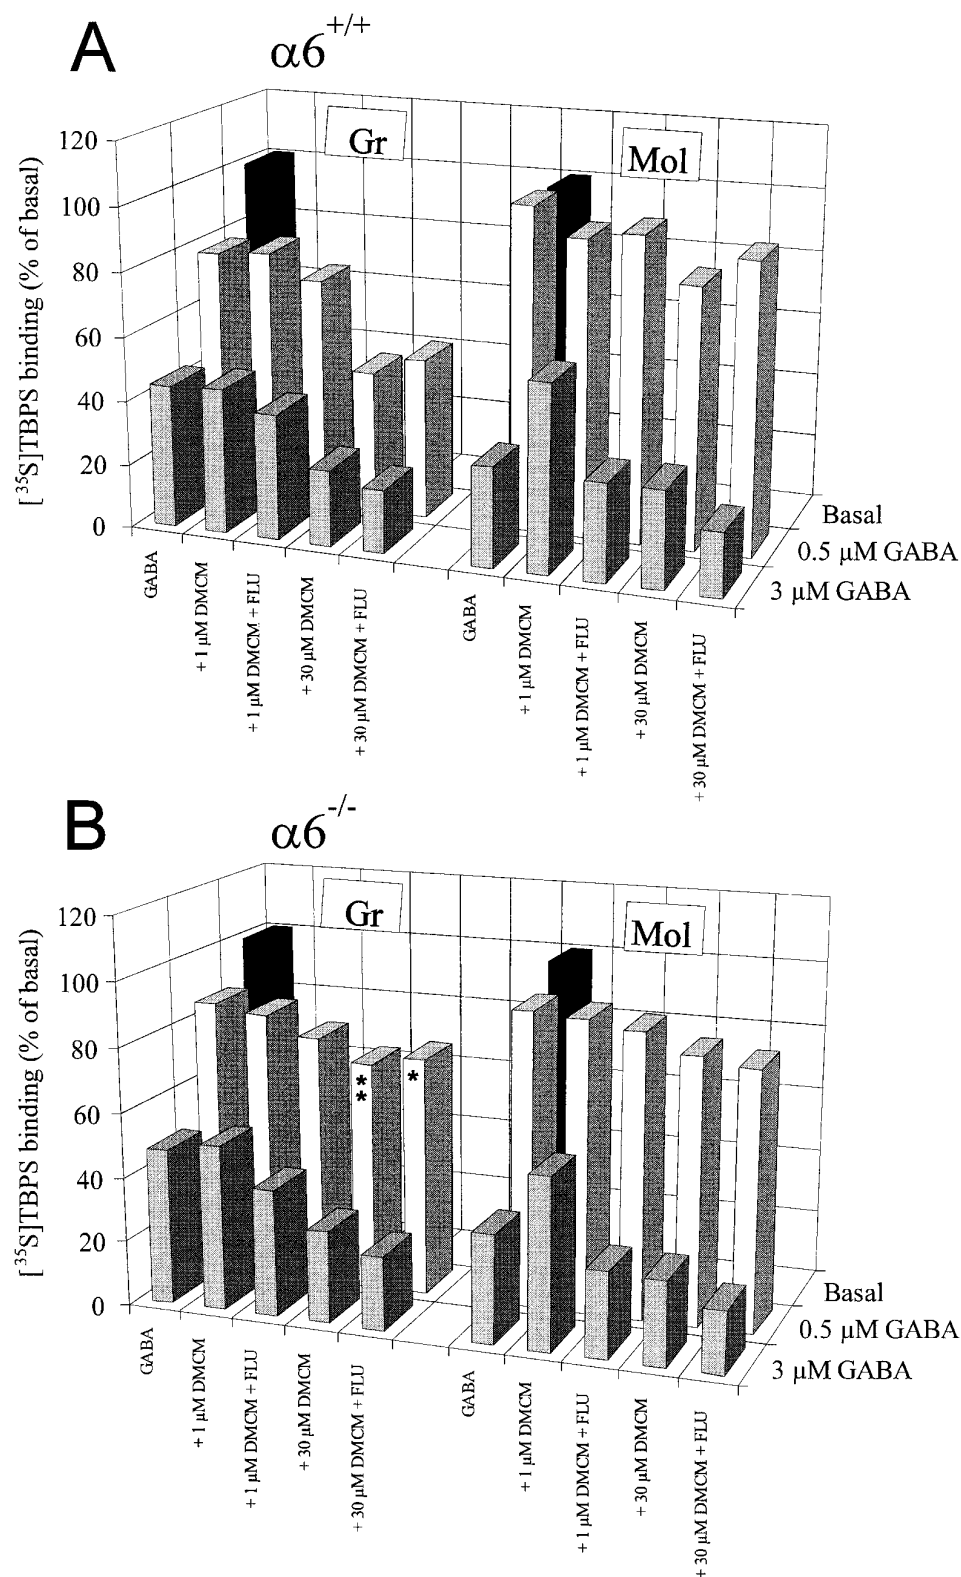 A
α6+/+
Gr
Mol
[35S]TBPS binding (% of basal)
120
100
80
60
40
20
0
Basal
0.5 µM GABA
3 µM GABA
GABA
+ 1 µM DMCM
+ 1 µM DMCM + FLU
+ 30 µM DMCM
+ 30 µM DMCM + FLU
GABA
+ 1 µM DMCM
+ 1 µM DMCM + FLU
+ 30 µM DMCM
+ 30 µM DMCM + FLU
B
α6-/-
Gr
Mol
[35S]TBPS binding (% of basal)
120
100
80
60
40
20
0
*
*
*
Basal
0.5 µM GABA
3 µM GABA
GABA
+ 1 µM DMCM
+ 1 µM DMCM + FLU
+ 30 µM DMCM
+ 30 µM DMCM + FLU
GABA
+ 1 µM DMCM
+ 1 µM DMCM + FLU
+ 30 µM DMCM
+ 30 µM DMCM + FLU